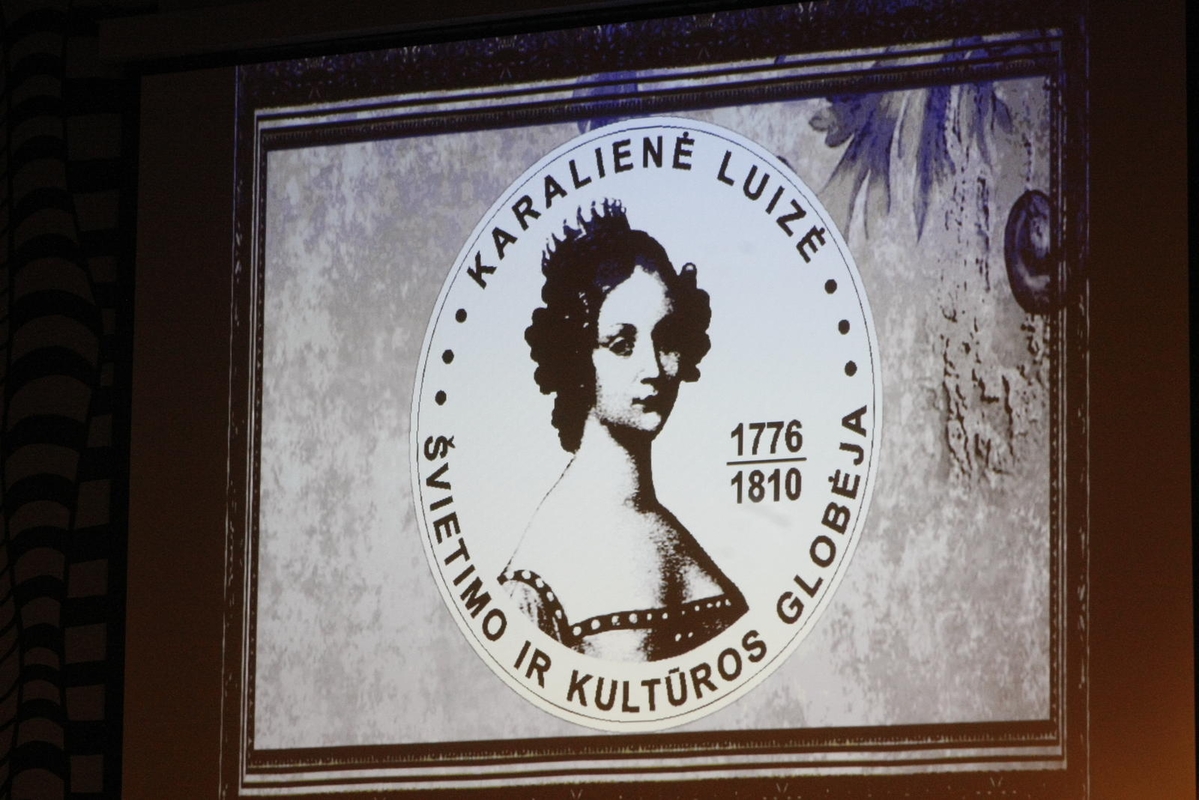 KARALIENĖ LUIZĖ
1776
1810
ŠVIETIMO IR KULTŪROS GLOBĖJA